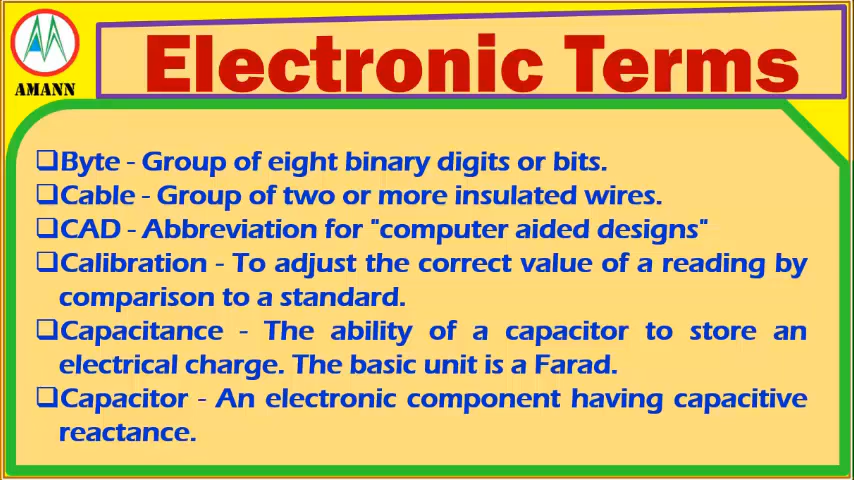 AMANN
Electronic Terms
❑Byte - Group of eight binary digits or bits.
❑Cable - Group of two or more insulated wires.
❑CAD - Abbreviation for "computer aided designs"
❑Calibration - To adjust the correct value of a reading by
comparison to a standard.
❑Capacitance - The ability of a capacitor to store an
electrical charge. The basic unit is a Farad.
❑Capacitor - An electronic component having capacitive
reactance.